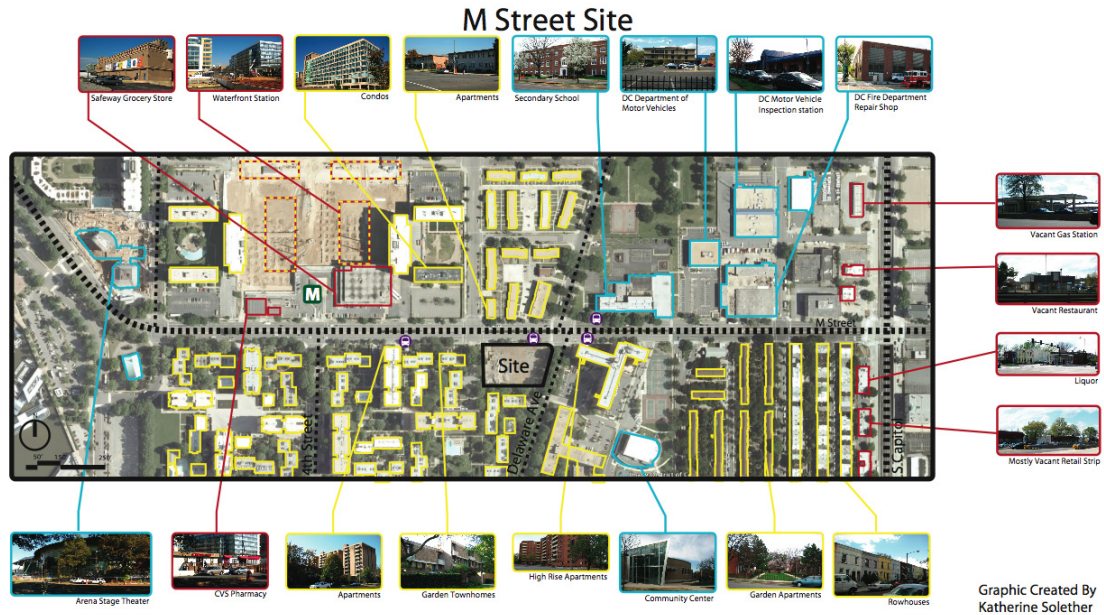 M Street Site
Safeway Grocery Store
Waterfront Station
Condos
Apartments
Secondary School
DC Department of
Motor Vehicles
DC Motor Vehicle
Inspection station
DC Fire Department
Repair Shop
Vacant Gas Station
Vacant Restaurant
Liquor
Mostly Vacant Retail Strip
M
M Street
Site
4th Street
Delaware Ave
S Capitol
50' 150' 250'
Arena Stage Theater
CVS Pharmacy
Apartments
Garden Townhomes
High Rise Apartments
Community Center
Garden Apartments
Rowhouses
Graphic Created By
Katherine Solether